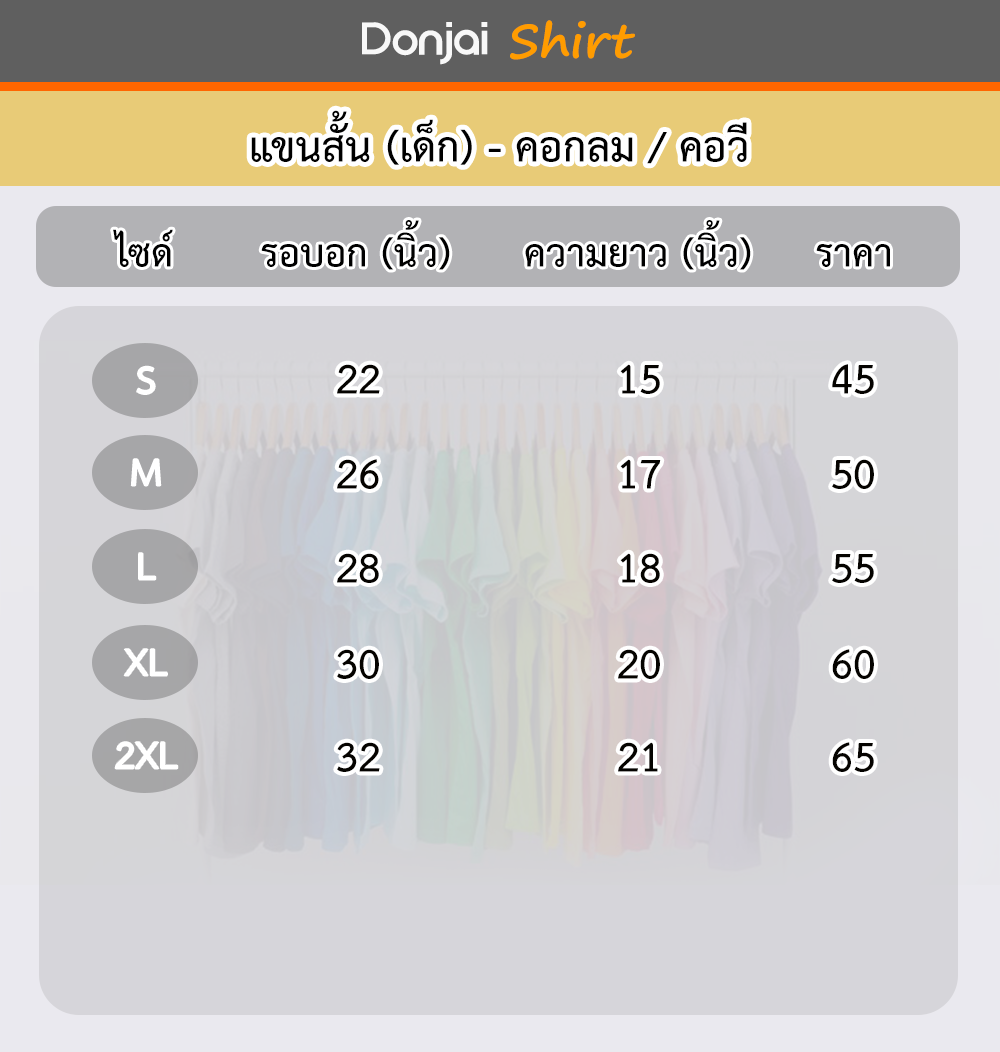 Donjai Shirt
แขนสั้น (เด็ก) - คอกลม / คอวี
ไซด์ รอบอก (นิ้ว) ความยาว (นิ้ว) ราคา
S 22 15 45
M 26 17 50
L 28 18 55
XL 30 20 60
2XL 32 21 65